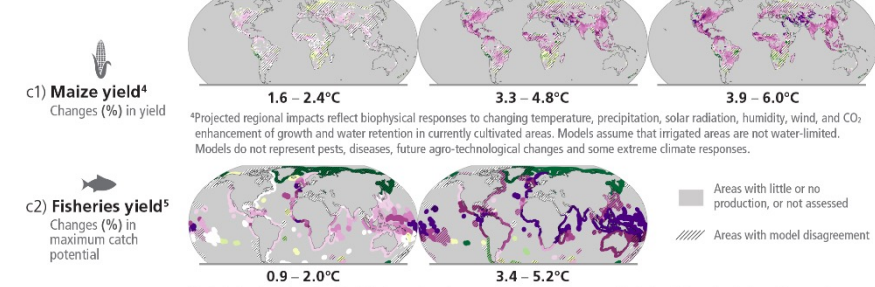 c1) Maize yield⁴
Changes (%) in yield
1.6 – 2.4°C
3.3 – 4.8°C
3.9 – 6.0°C
⁴Projected regional impacts reflect biophysical responses to changing temperature, precipitation, solar radiation, humidity, wind, and CO₂
enhancement of growth and water retention in currently cultivated areas. Models assume that irrigated areas are not water-limited.
Models do not represent pests, diseases, future agro-technological changes and some extreme climate responses.
c2) Fisheries yield⁵
Changes (%) in
maximum catch
potential
0.9 – 2.0°C
3.4 – 5.2°C
Areas with little or no
production, or not assessed
Areas with model disagreement